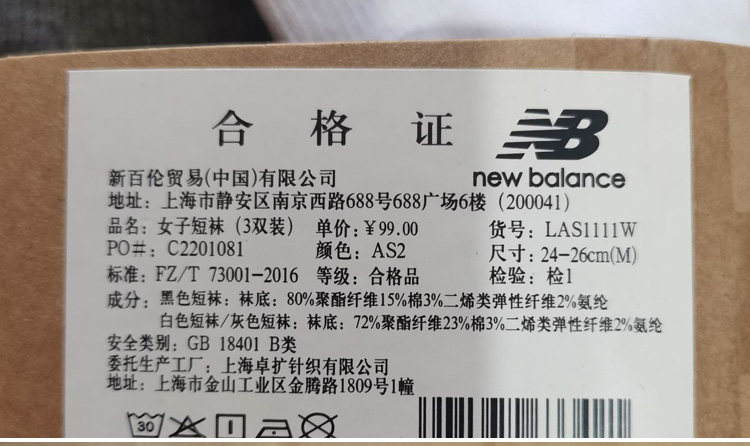 合格证
NB
new balance
新百伦贸易(中国)有限公司
地址: 上海市静安区南京西路688号688广场6楼 (200041)
品名: 女子短袜 (3双装) 单价: ¥99.00 货号: LAS1111W
PO#: C2201081 颜色: AS2 尺寸: 24-26cm(M)
标准: FZ/T 73001-2016 等级: 合格品 检验: 检1
成分: 黑色短袜: 袜底: 80%聚酯纤维15%棉3%二烯类弹性纤维2%氨纶
白色短袜/灰色短袜: 袜底: 72%聚酯纤维23%棉3%二烯类弹性纤维2%氨纶
安全类别: GB 18401 B类
委托生产工厂: 上海卓扩针织有限公司
地址: 上海市金山工业区金腾路1809号1幢
30